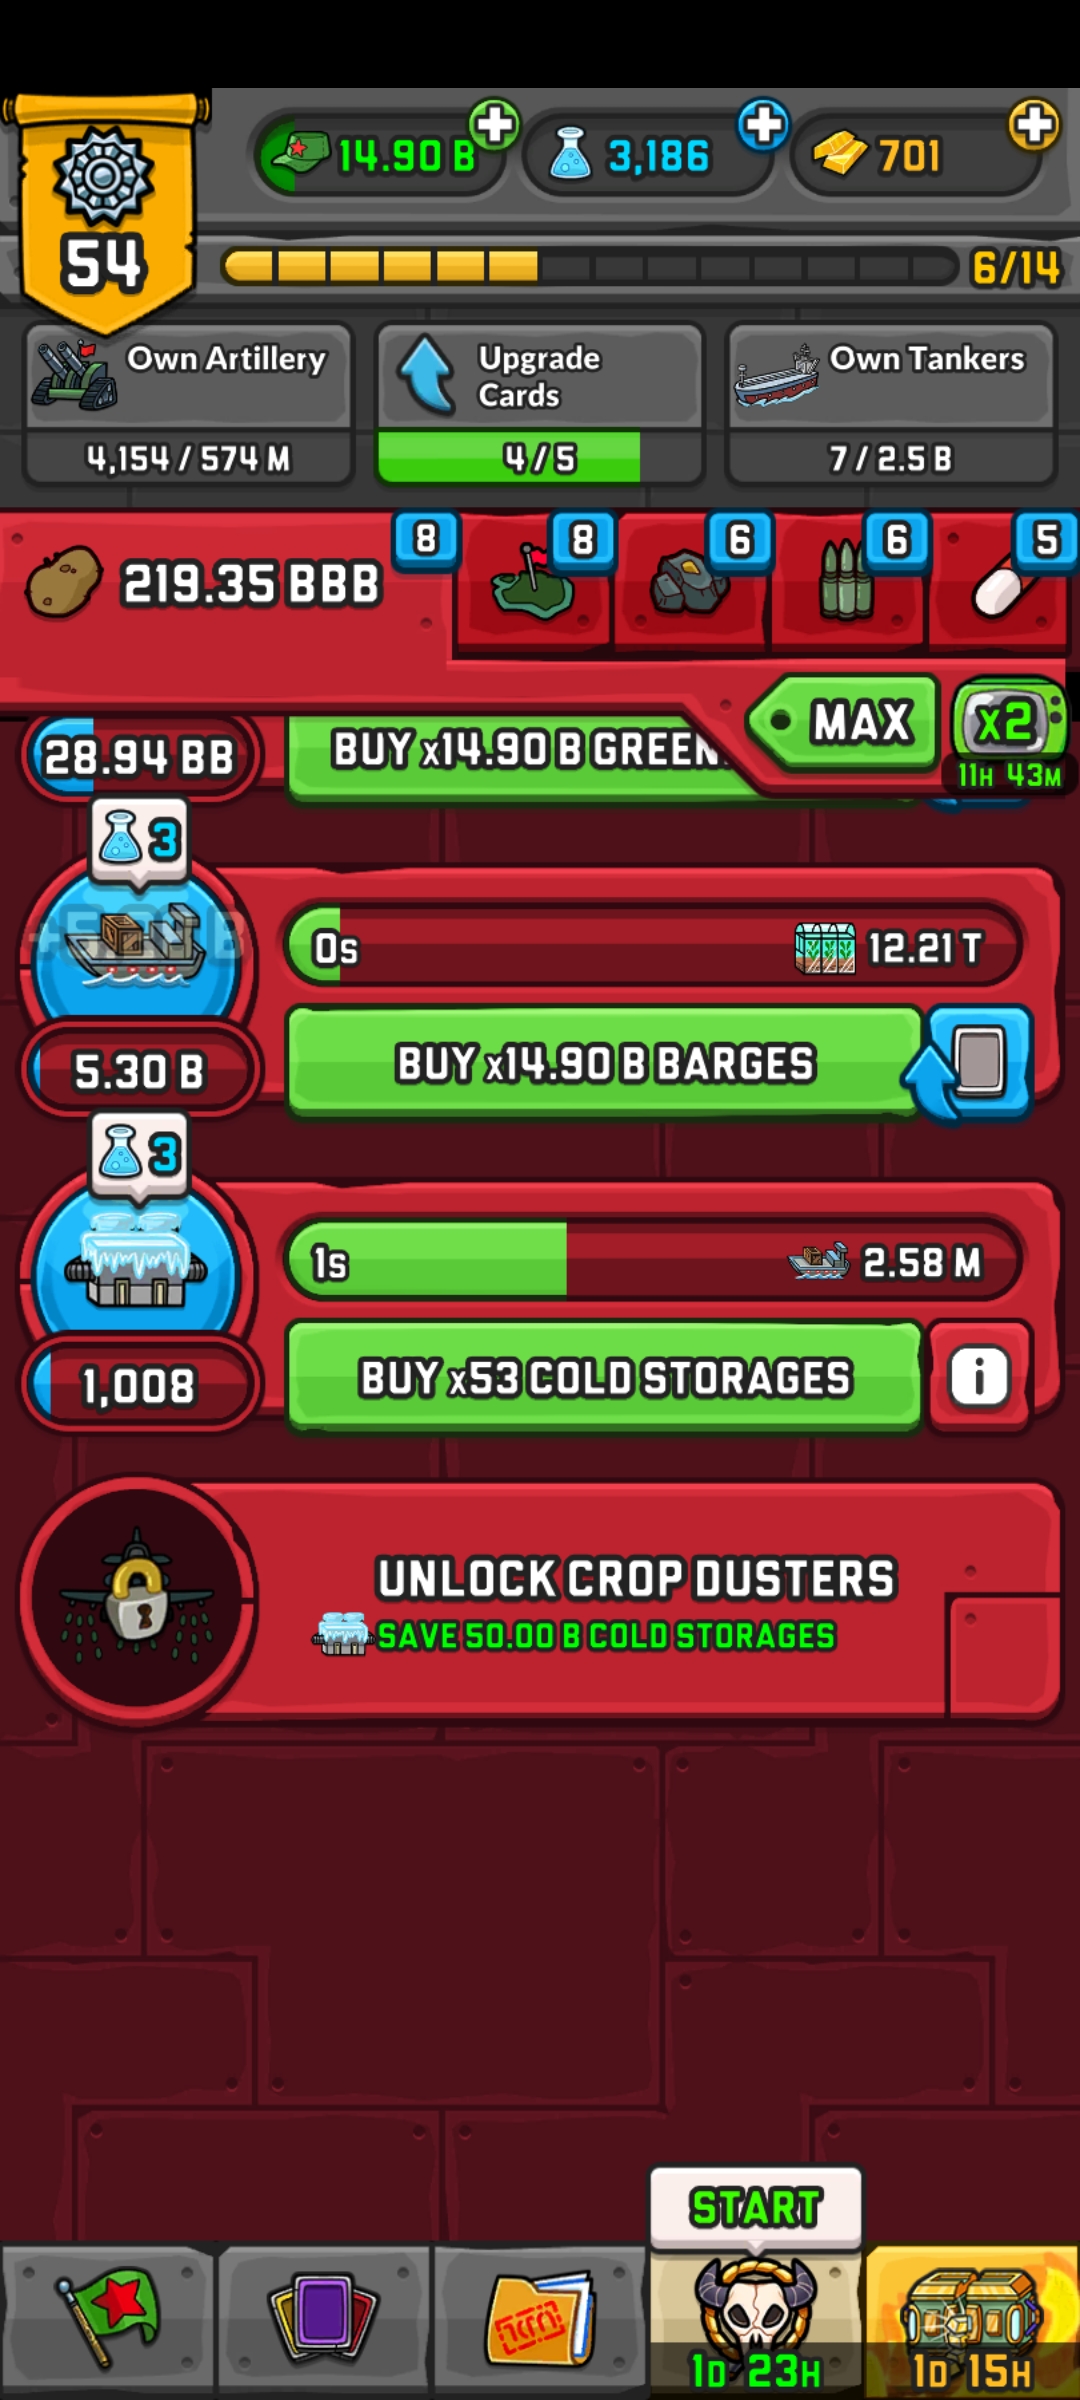 14.90 B
3,186
701
54
6/14
Own Artillery
4,154 / 574 M
Upgrade
Cards
4 / 5
Own Tankers
7 / 2.5 B
219.35 BBB
8
8
6
6
5
MAX
x2
11H 43M
28.94 BB
BUY x14.90 B GREEN
3
0s
12.21 T
5.30 B
BUY x14.90 B BARGES
3
1s
2.58 M
1,008
BUY x53 COLD STORAGES
i
UNLOCK CROP DUSTERS
SAVE 50.00 B COLD STORAGES
START
1D 23H
1D 15H